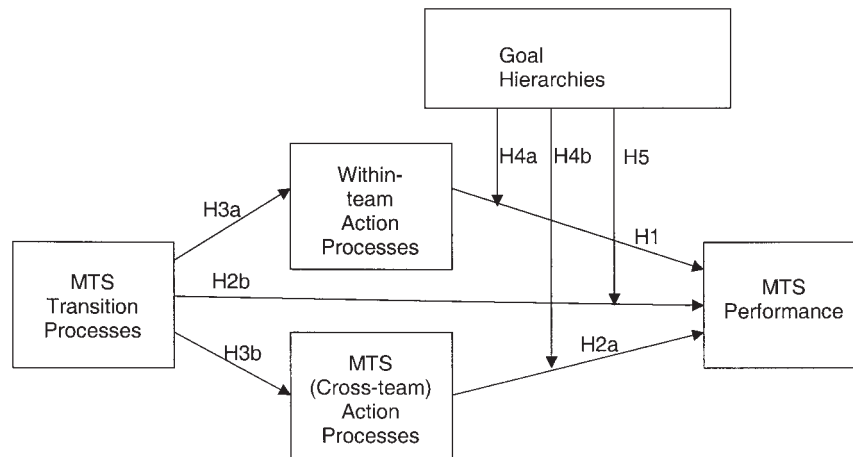 Goal
Hierarchies
H4a
H4b
H5
Within-
team
Action
Processes
H3a
H1
MTS
Transition
Processes
H2b
MTS
Performance
H3b
H2a
MTS
(Cross-team)
Action
Processes